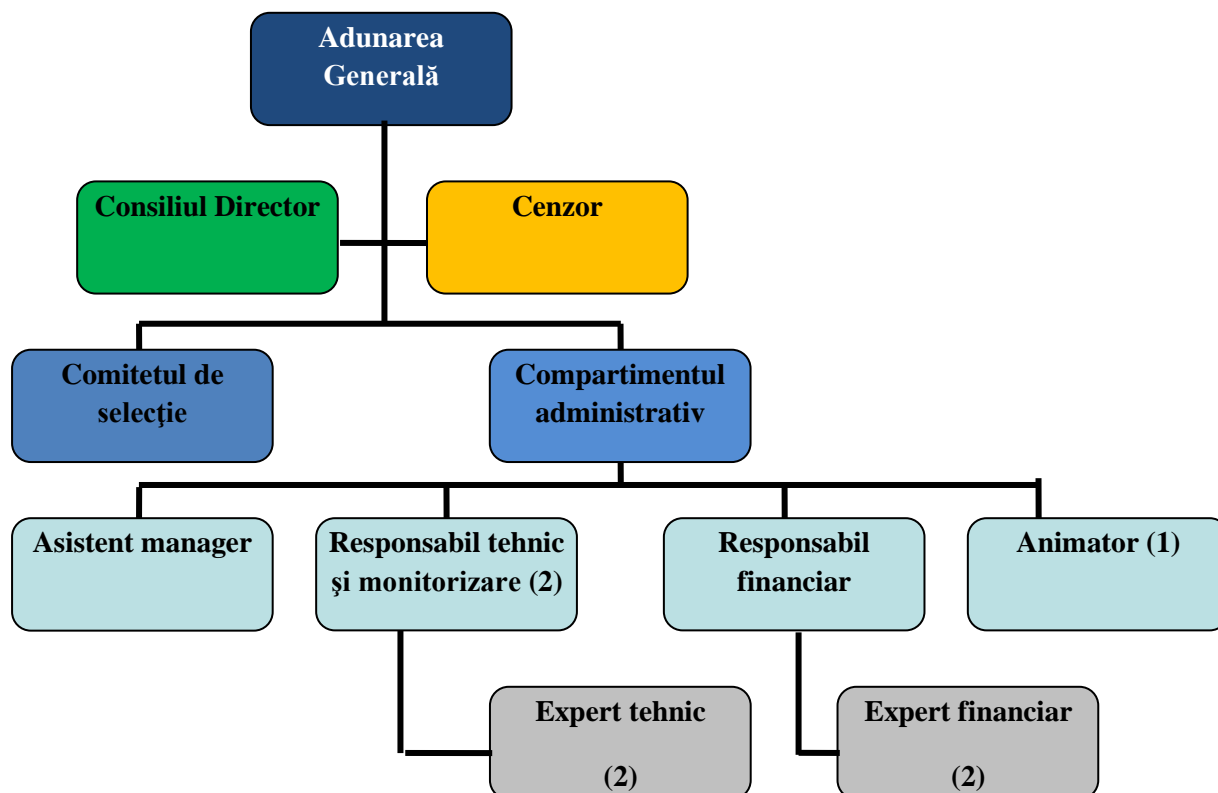 Adunarea
Generală
Consiliul Director
Cenzor
Comitetul de
selecţie
Compartimentul
administrativ
Asistent manager
Responsabil tehnic
şi monitorizare (2)
Responsabil
financiar
Animator (1)
Expert tehnic
(2)
Expert financiar
(2)